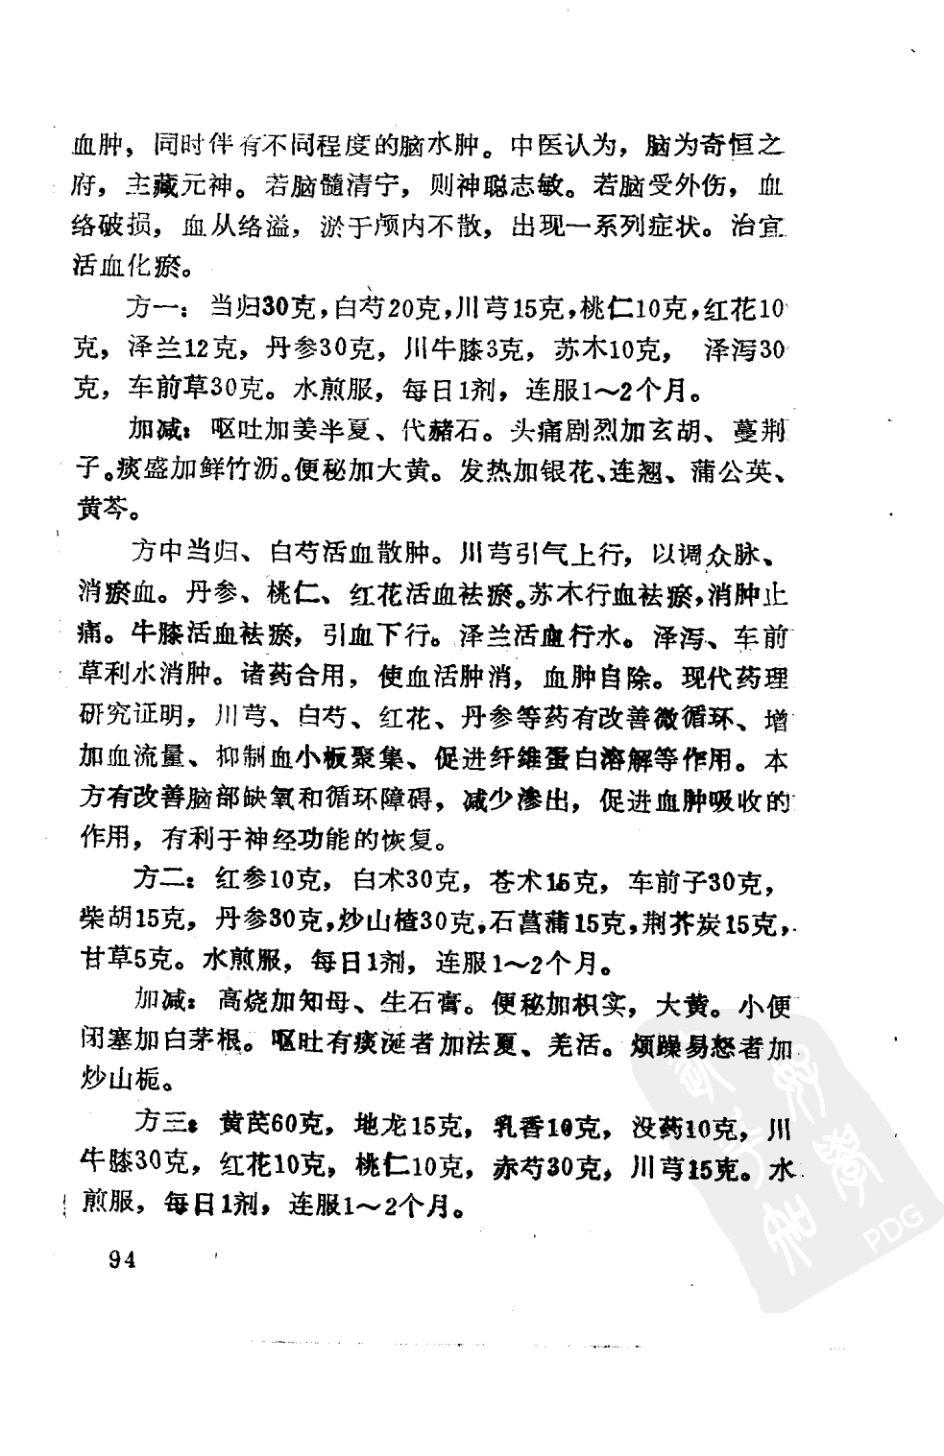 血肿，同时伴有不同程度的脑水肿。中医认为，脑为奇恒之
府，主藏元神。若脑髓清宁，则神聪志敏。若脑受外伤，血
络破损，血从络溢，淤于颅内不散，出现一系列症状。治宜
活血化瘀。
方一：当归30克，白芍20克，川芎15克，桃仁10克，红花10
克，泽兰12克，丹参30克，川牛膝3克，苏木10克，泽泻30
克，车前草30克。水煎服，每日1剂，连服1～2个月。
加减：呕吐加姜半夏、代赭石。头痛剧烈加玄胡、蔓荆
子。痰盛加鲜竹沥。便秘加大黄。发热加银花、连翘、蒲公英、
黄芩。
方中当归、白芍活血散肿。川芎引气上行，以调众脉、
消瘀血。丹参、桃仁、红花活血祛瘀。苏木行血祛瘀，消肿止
痛。牛膝活血祛瘀，引血下行。泽兰活血行水。泽泻、车前
草利水消肿。诸药合用，使血活肿消，血肿自除。现代药理
研究证明，川芎、白芍、红花、丹参等药有改善微循环、增
加血流量、抑制血小板聚集、促进纤维蛋白溶解等作用。本
方有改善脑部缺氧和循环障碍，减少渗出，促进血肿吸收的
作用，有利于神经功能的恢复。
方二：红参10克，白术30克，苍术15克，车前子30克，
柴胡15克，丹参30克，炒山楂30克，石菖蒲15克，荆芥炭15克，
甘草5克。水煎服，每日1剂，连服1～2个月。
加减：高烧加知母、生石膏。便秘加枳实，大黄。小便
闭塞加白茅根。呕吐有痰涎者加法夏、羌活。烦躁易怒者加
炒山栀。
方三：黄芪60克，地龙15克，乳香10克，没药10克，川
牛膝30克，红花10克，桃仁10克，赤芍30克，川芎15克。水
煎服，每日1剂，连服1～2个月。
94
PDG